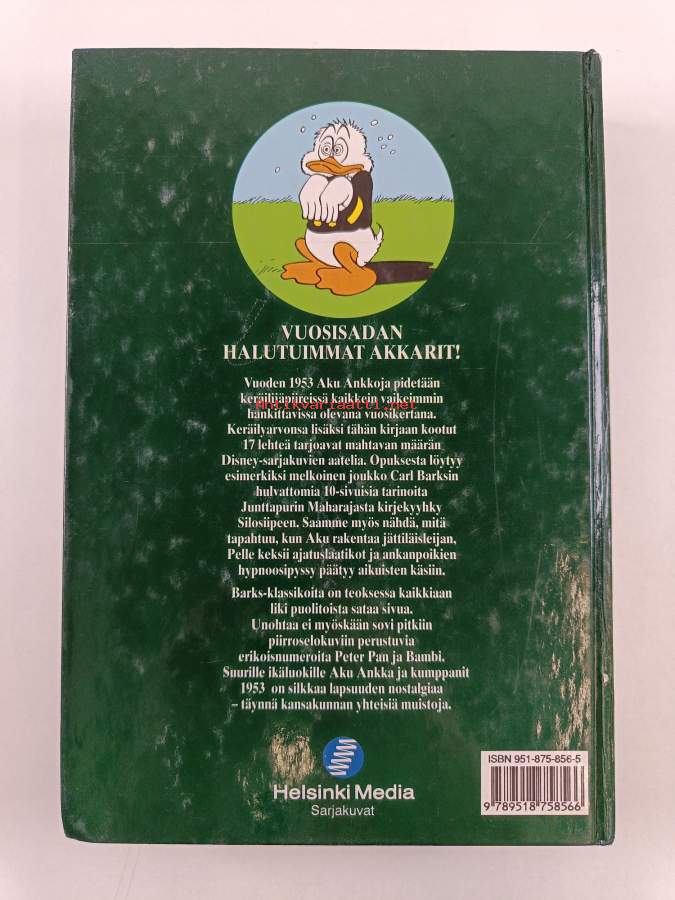 VUOSISADAN
HALUTUIMMAT AKKARIT!
Vuoden 1953 Aku Ankkoja pidetään
keräilijäpiireissä kaikkein vaikeimmin
Antikvariaatti.net
hankittavissa olevana vuosikertana.
Keräilyarvonsa lisäksi tähän kirjaan kootut
17 lehteä tarjoavat mahtavan määrän
Disney-sarjakuvien aatelia. Opuksesta löytyy
esimerkiksi melkoinen joukko Carl Barksin
hulvattomia 10-sivuisia tarinoita
Junttapurin Maharajasta kirjekyyhky
Silosiipeen. Saamme myös nähdä, mitä
tapahtuu, kun Aku rakentaa jättiläisleijan,
Pelle keksii ajatuslaatikot ja ankanpoikien
hypnoosipyssy päätyy aikuisten käsiin.
Barks-klassikoita on teoksessa kaikkiaan
liki puolitoista sataa sivua.
Unohtaa ei myöskään sovi pitkiin
piirroselokuviin perustuvia
erikoisnumeroita Peter Pan ja Bambi.
Suurille ikäluokille Aku Ankka ja kumppanit
1953 on silkkaa lapsuuden nostalgiaa
– täynnä kansakunnan yhteisiä muistoja.
Helsinki Media
Sarjakuvat
ISBN 951-875-856-5
9 789518 758566